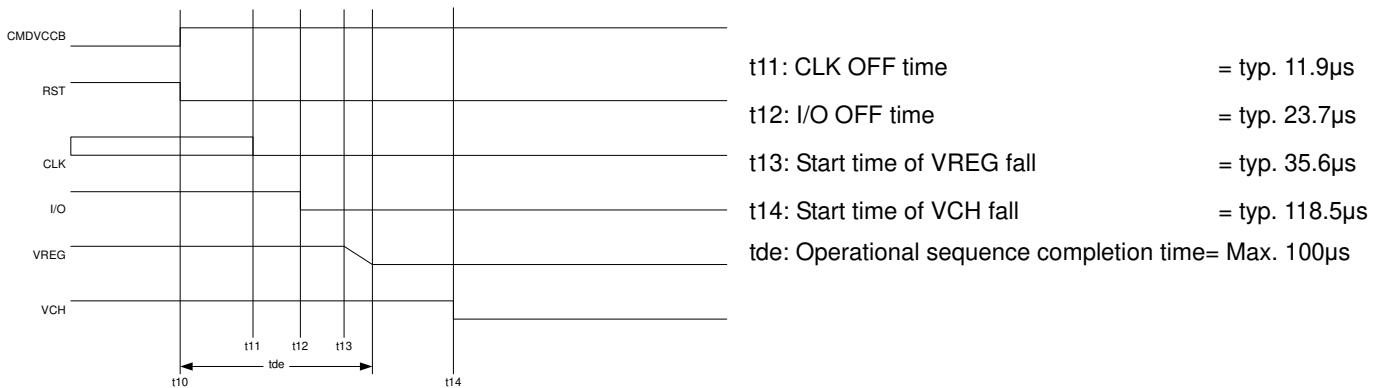 CMDVCCB
RST
CLK
I/O
VREG
VCH
t11
t12
t13
tde
t10
t14
t11: CLK OFF time = typ. 11.9µs
t12: I/O OFF time = typ. 23.7µs
t13: Start time of VREG fall = typ. 35.6µs
t14: Start time of VCH fall = typ. 118.5µs
tde: Operational sequence completion time= Max. 100µs